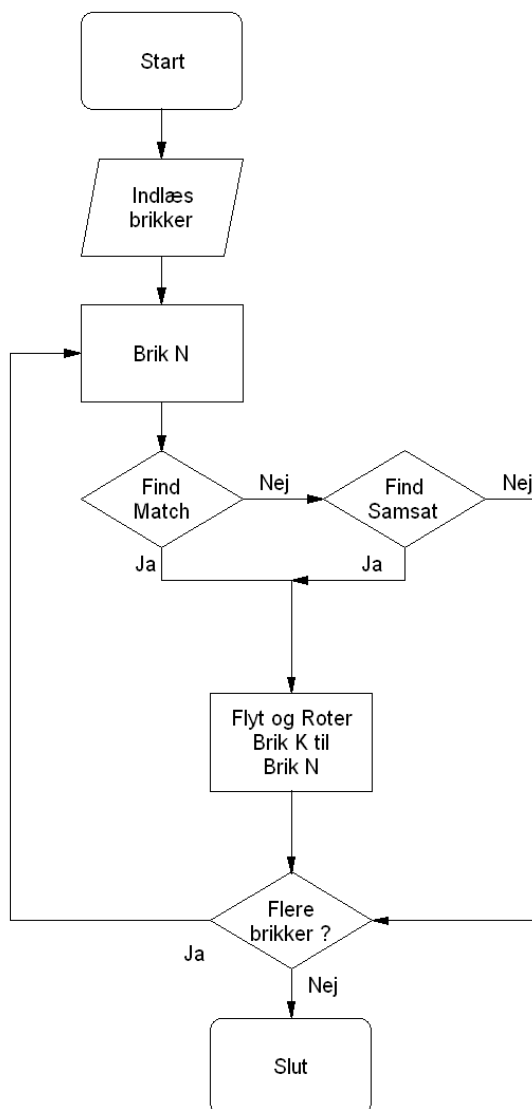 Start
Indlæs
brikker
Brik N
Find
Match
Nej
Find
Samsat
Nej
Ja
Ja
Flyt og Roter
Brik K til
Brik N
Flere
brikker ?
Ja
Nej
Slut